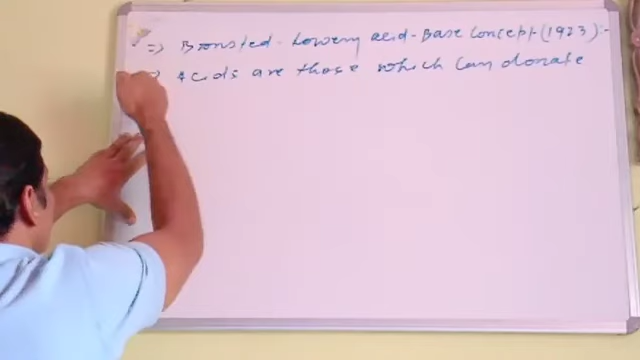 => Bronsted-Lowery acid-Base Concept (1923):-
Acids are those which can donate